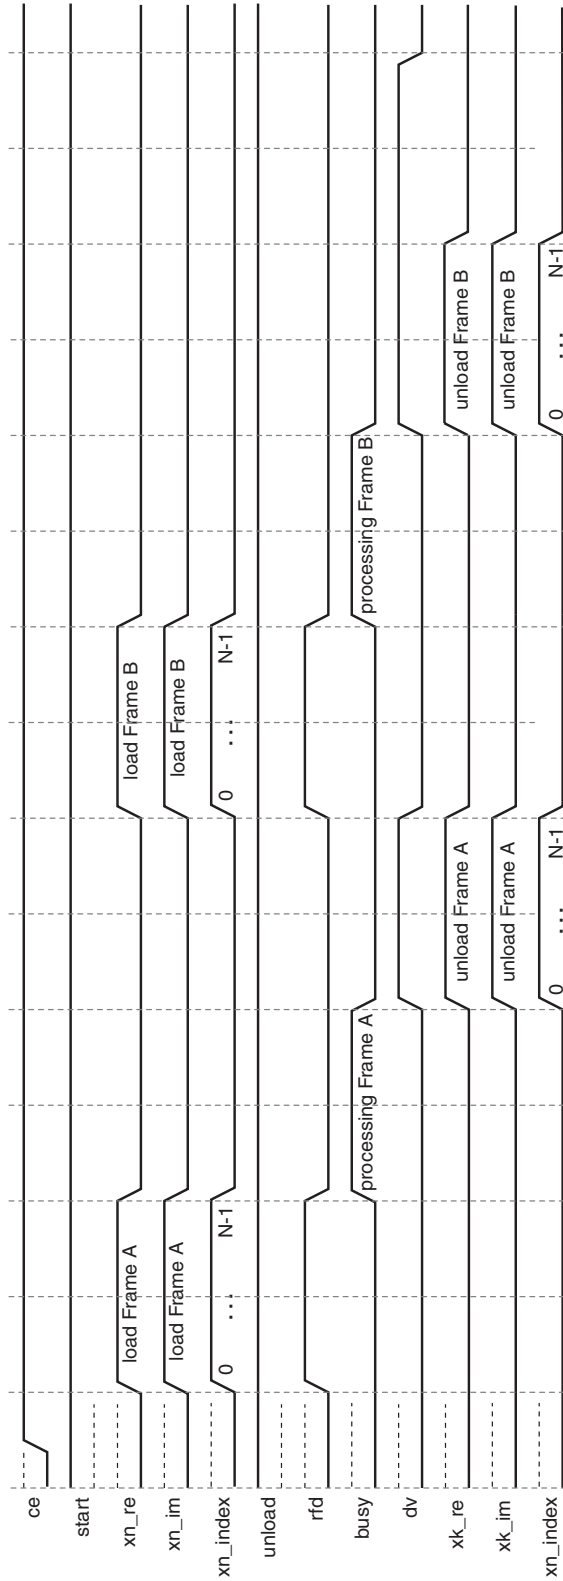 ce
start
xn_re
load Frame A
load Frame B
xn_im
load Frame A
load Frame B
xn_index
0 ... N-1
0 ... N-1
unload
rfd
busy
processing Frame A
processing Frame B
dv
xk_re
unload Frame A
unload Frame B
xk_im
unload Frame A
unload Frame B
xn_index
0 ... N-1
0 ... N-1